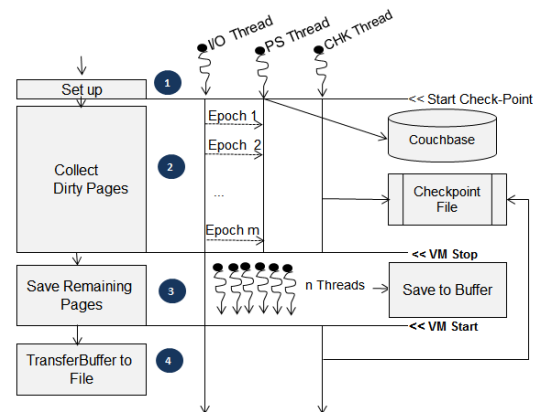 I/O Thread
PS Thread
CHK Thread
Set up
1
<< Start Check-Point
Epoch 1
Couchbase
Epoch 2
2
Collect
Dirty Pages
...
Checkpoint
File
Epoch m
<< VM Stop
Save Remaining
Pages
3
n Threads
Save to Buffer
<< VM Start
TransferBuffer to
File
4